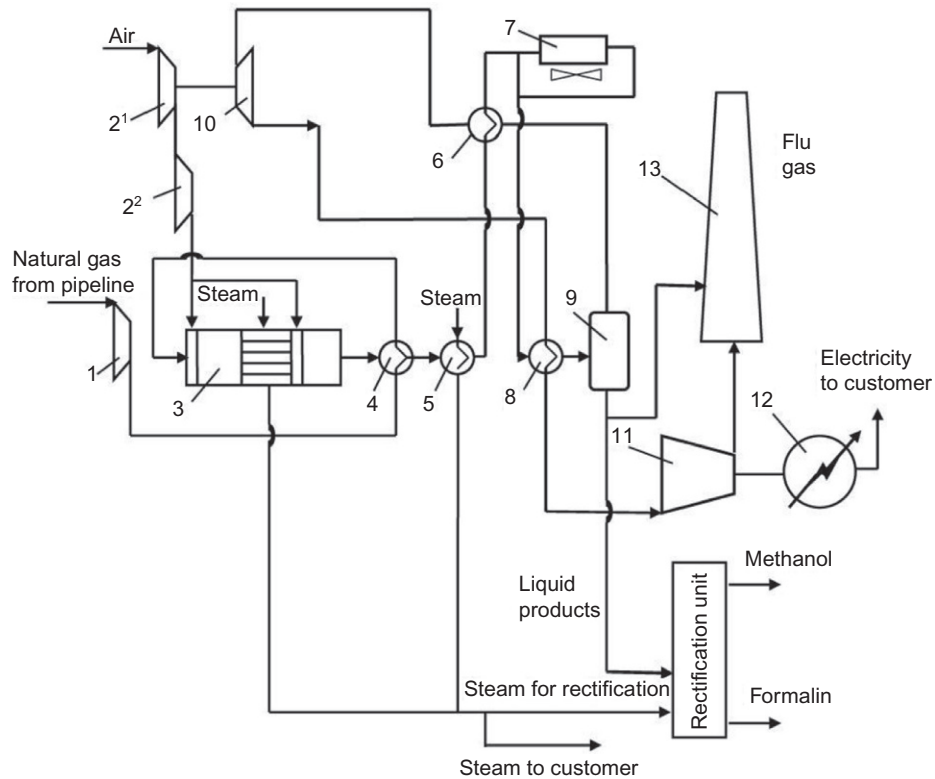 Air
2¹
10
2²
7
6
Flu
gas
13
Natural gas
from pipeline
Steam
Steam
9
1
3
4
5
8
Electricity
to customer
12
11
Liquid
products
Methanol
Rectification unit
Steam for rectification
Formalin
Steam to customer